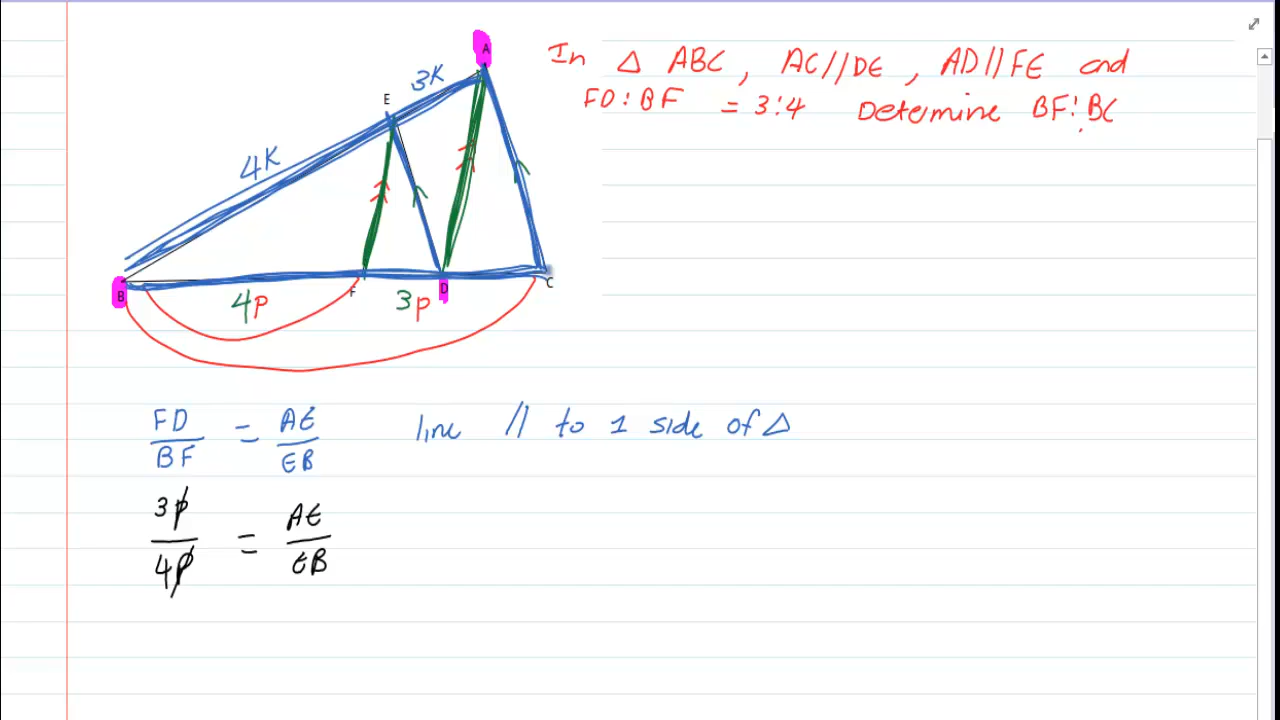 In △ ABC, AC//DE, AD//FE and
FD:BF = 3:4 Determine BF:BC
A
3K
E
4K
B
F
D
C
4p
3p
FD/BF = AE/EB line // to 1 side of △
3p/4p = AE/EB